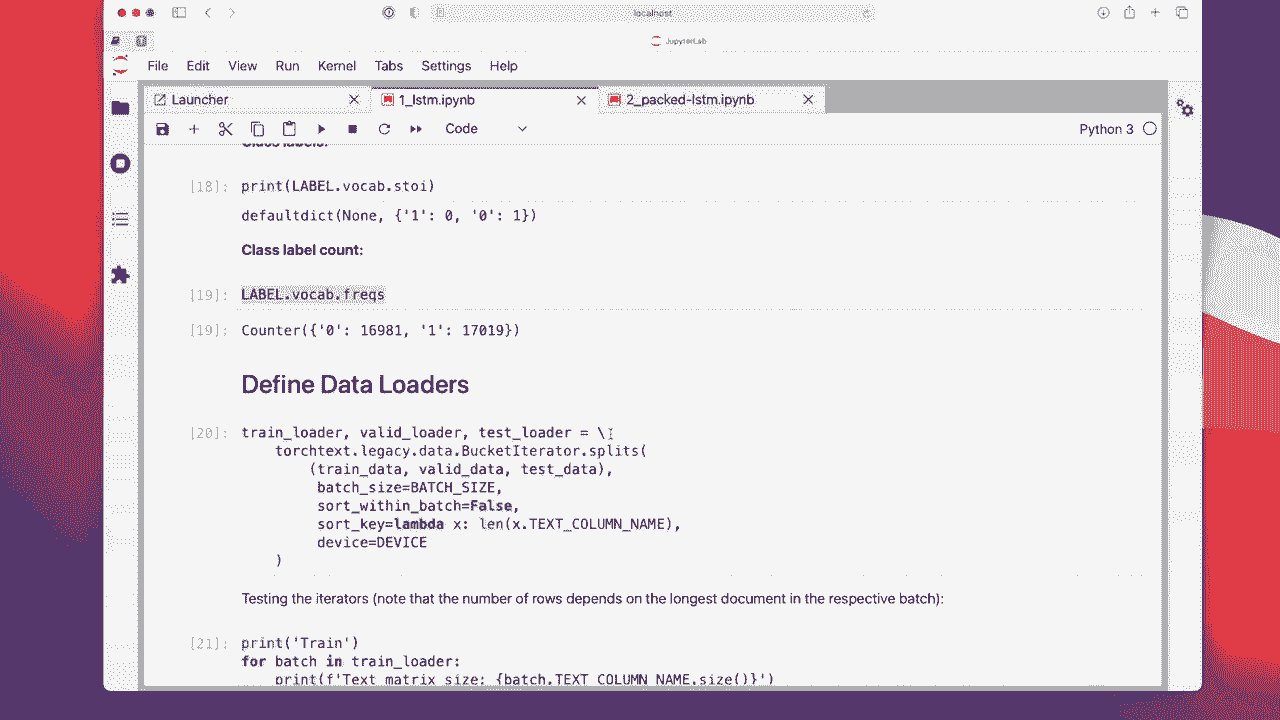 localhost
JupyterLab
File Edit View Run Kernel Tabs Settings Help
Launcher 1_lstm.ipynb 2_packed-lstm.ipynb
Code Python 3
Class labels:
[18]: print(LABEL.vocab.stoi)
defaultdict(None, {'1': 0, '0': 1})
Class label count:
[19]: LABEL.vocab.freqs
[19]: Counter({'0': 16981, '1': 17019})
Define Data Loaders
[20]: train_loader, valid_loader, test_loader = \
torchtext.legacy.data.BucketIterator.splits(
(train_data, valid_data, test_data),
batch_size=BATCH_SIZE,
sort_within_batch=False,
sort_key=lambda x: len(x.TEXT_COLUMN_NAME),
device=DEVICE
)
Testing the iterators (note that the number of rows depends on the longest document in the respective batch):
[21]: print('Train')
for batch in train_loader:
print(f'Text matrix size: {batch.TEXT_COLUMN_NAME.size()}')